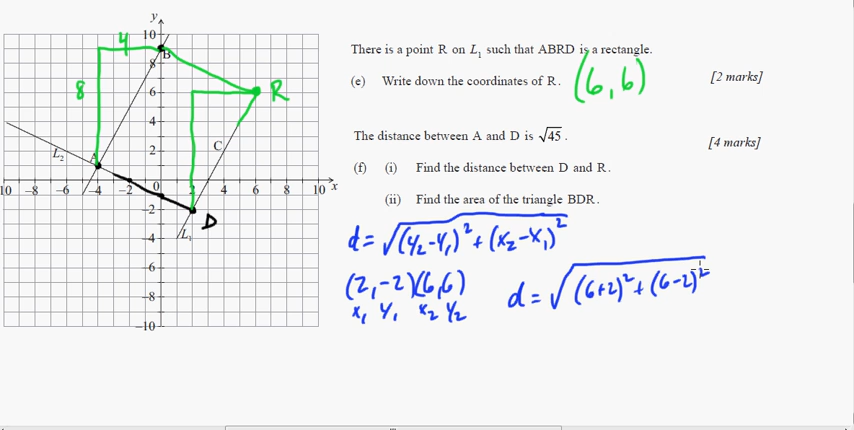 y
10
B
4
8
8
6
R
4
A
L₂
2
C
10 −8 −6 −4 −2 0 2 4 6 8 10 x
−2
D
−4
L₁
−6
−8
−10
There is a point R on L₁ such that ABRD is a rectangle.
(e) Write down the coordinates of R. (6,6) [2 marks]
The distance between A and D is √45 .
[4 marks]
(f) (i) Find the distance between D and R.
(ii) Find the area of the triangle BDR.
d = √(y₂−y₁)² + (x₂−x₁)²
(2,−2)(6,6)
x₁ y₁ x₂ y₂
d = √(6+2)² + (6−2)²